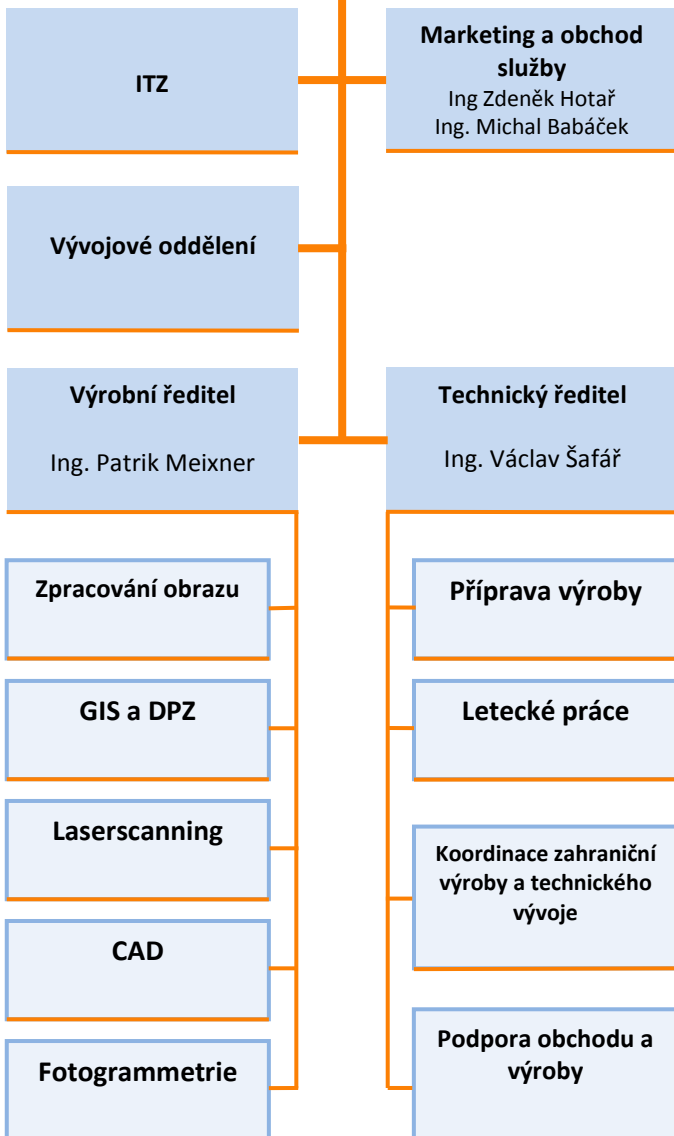 ITZ
Marketing a obchod
služby
Ing Zdeněk Hotař
Ing. Michal Babáček
Vývojové oddělení
Výrobní ředitel
Ing. Patrik Meixner
Technický ředitel
Ing. Václav Šafář
Zpracování obrazu
GIS a DPZ
Laserscanning
CAD
Fotogrammetrie
Příprava výroby
Letecké práce
Koordinace zahraniční
výroby a technického
vývoje
Podpora obchodu a
výroby